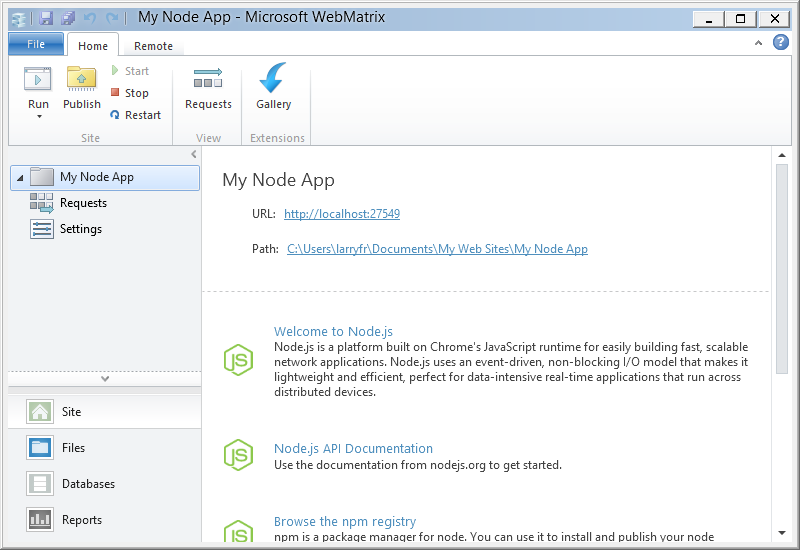 My Node App - Microsoft WebMatrix
File
Home
Remote
?
Run
Publish
Start
Stop
Restart
Site
Requests
View
Gallery
Extensions
My Node App
Requests
Settings
Site
Files
Databases
Reports
My Node App
URL: http://localhost:27549
Path: C:\Users\larryfr\Documents\My Web Sites\My Node App
JS
Welcome to Node.js
Node.js is a platform built on Chrome's JavaScript runtime for easily building fast, scalable
network applications. Node.js uses an event-driven, non-blocking I/O model that makes it
lightweight and efficient, perfect for data-intensive real-time applications that run across
distributed devices.
JS
Node.js API Documentation
Use the documentation from nodejs.org to get started.
JS
Browse the npm registry
npm is a package manager for node. You can use it to install and publish your node